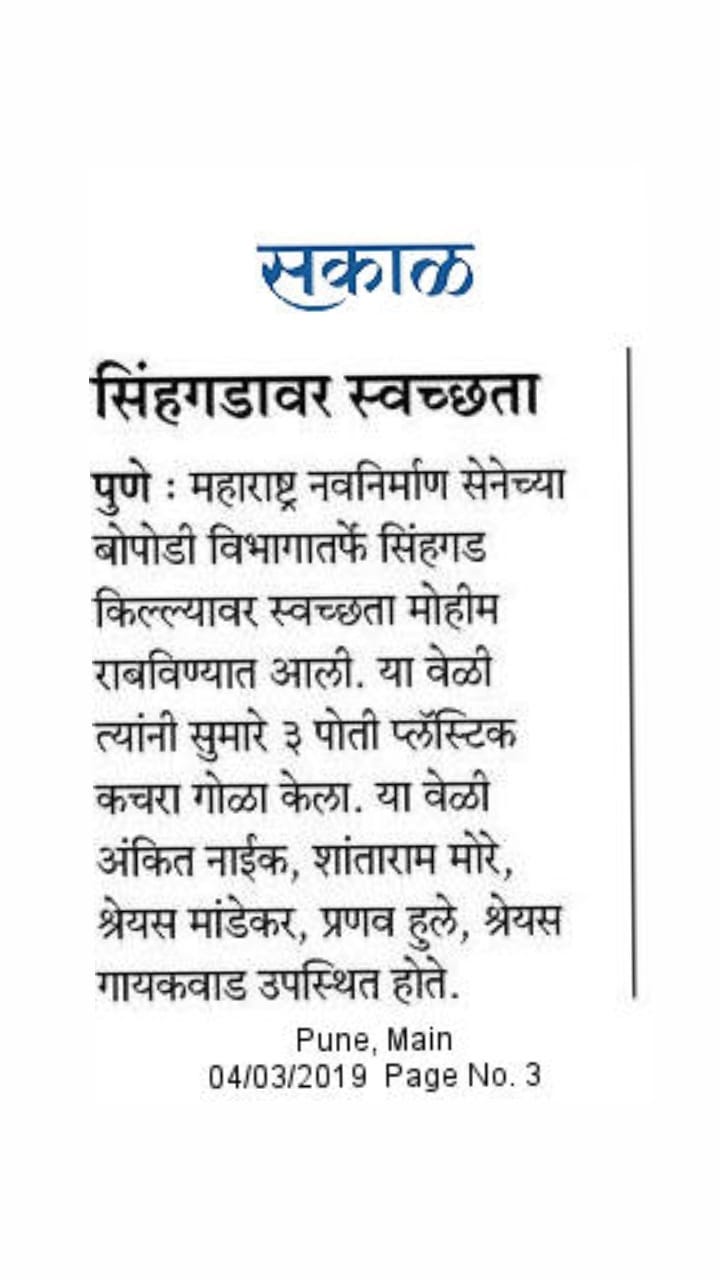 सकाळ
सिंहगडावर स्वच्छता
पुणे : महाराष्ट्र नवनिर्माण सेनेच्या
बोपोडी विभागातर्फे सिंहगड
किल्ल्यावर स्वच्छता मोहीम
राबविण्यात आली. या वेळी
त्यांनी सुमारे ३ पोती प्लॅस्टिक
कचरा गोळा केला. या वेळी
अंकित नाईक, शांताराम मोरे,
श्रेयस मांडेकर, प्रणव हुले, श्रेयस
गायकवाड उपस्थित होते.
Pune, Main
04/03/2019 Page No. 3